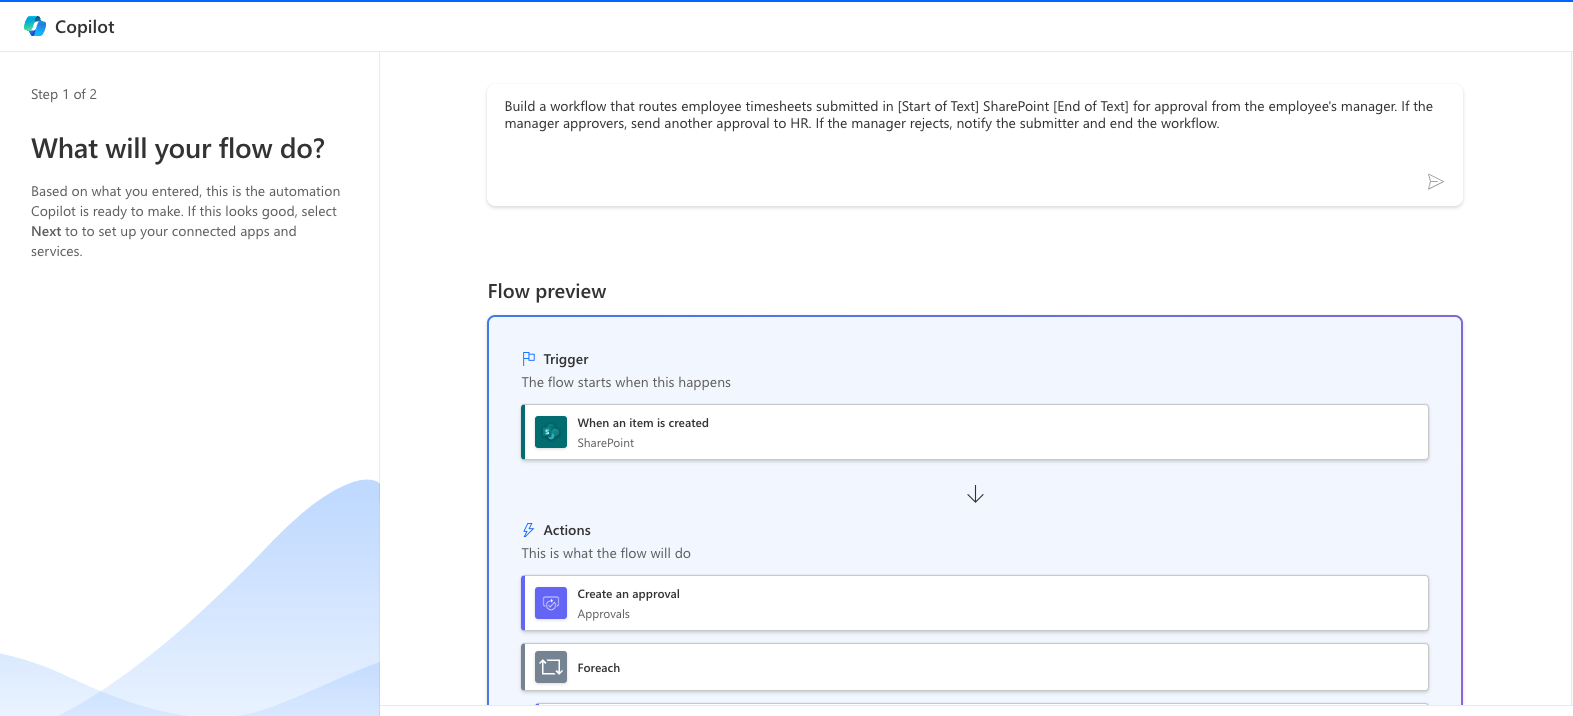 Copilot
Step 1 of 2
What will your flow do?
Based on what you entered, this is the automation
Copilot is ready to make. If this looks good, select
Next to to set up your connected apps and
services.
Build a workflow that routes employee timesheets submitted in [Start of Text] SharePoint [End of Text] for approval from the employee's manager. If the
manager approvers, send another approval to HR. If the manager rejects, notify the submitter and end the workflow.
Flow preview
Trigger
The flow starts when this happens
When an item is created
SharePoint
Actions
This is what the flow will do
Create an approval
Approvals
Foreach